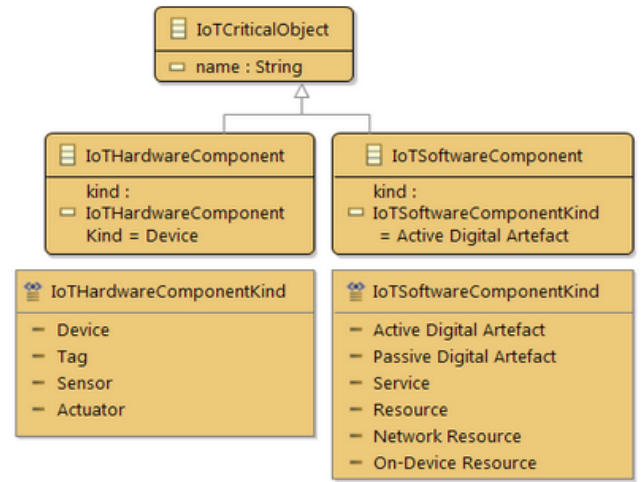 IoTCriticalObject
name : String
IoTHardwareComponent
kind :
IoTHardwareComponent
Kind = Device
IoTSoftwareComponent
kind :
IoTSoftwareComponentKind
= Active Digital Artefact
IoTHardwareComponentKind
Device
Tag
Sensor
Actuator
IoTSoftwareComponentKind
Active Digital Artefact
Passive Digital Artefact
Service
Resource
Network Resource
On-Device Resource